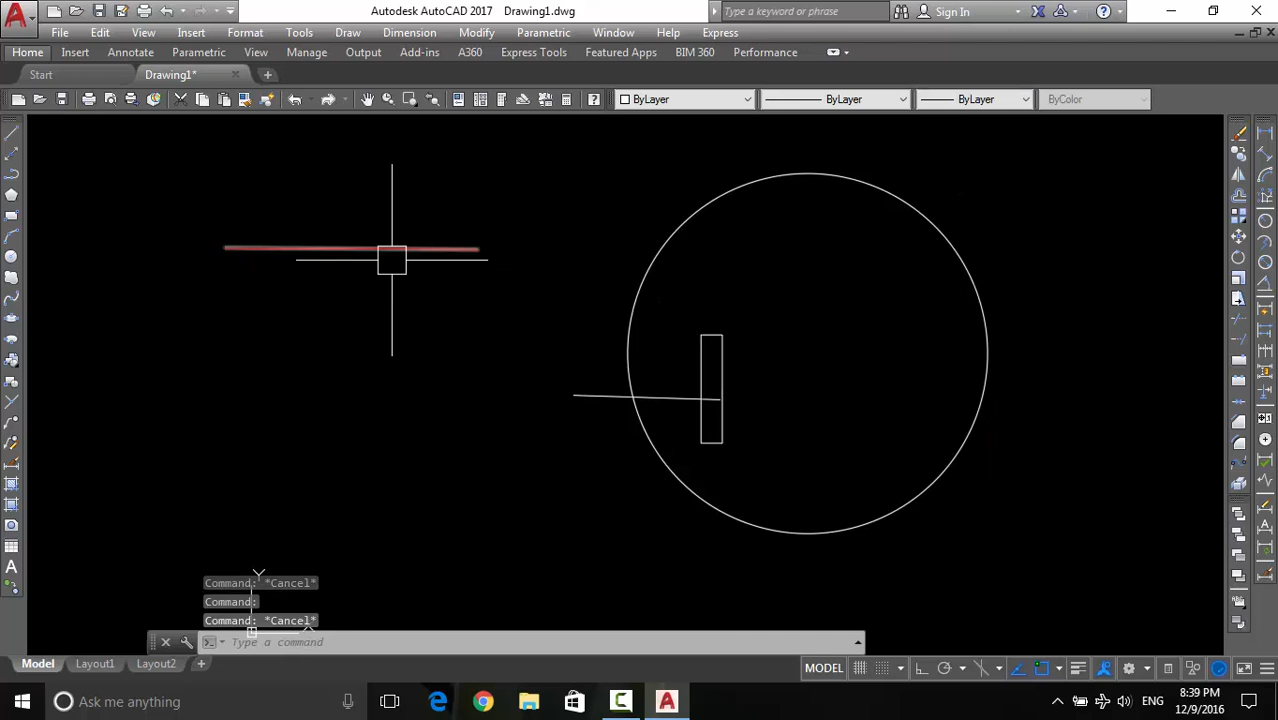 Autodesk AutoCAD 2017 Drawing1.dwg
Type a keyword or phrase
Sign In
File Edit View Insert Format Tools Draw Dimension Modify Parametric Window Help Express
Home Insert Annotate Parametric View Manage Output Add-ins A360 Express Tools Featured Apps BIM 360 Performance
Start Drawing1*
ByLayer ByLayer ByLayer ByColor
Command: *Cancel*
Command:
Command: *Cancel*
Type a command
Model Layout1 Layout2
MODEL
Ask me anything
ENG
8:39 PM
12/9/2016